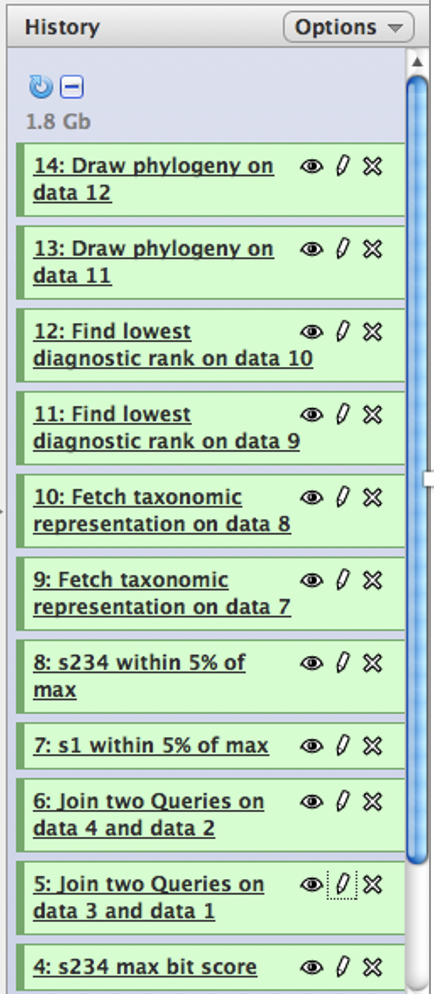 History
Options
1.8 Gb
14: Draw phylogeny on
data 12
13: Draw phylogeny on
data 11
12: Find lowest
diagnostic rank on data 10
11: Find lowest
diagnostic rank on data 9
10: Fetch taxonomic
representation on data 8
9: Fetch taxonomic
representation on data 7
8: s234 within 5% of
max
7: s1 within 5% of max
6: Join two Queries on
data 4 and data 2
5: Join two Queries on
data 3 and data 1
4: s234 max bit score